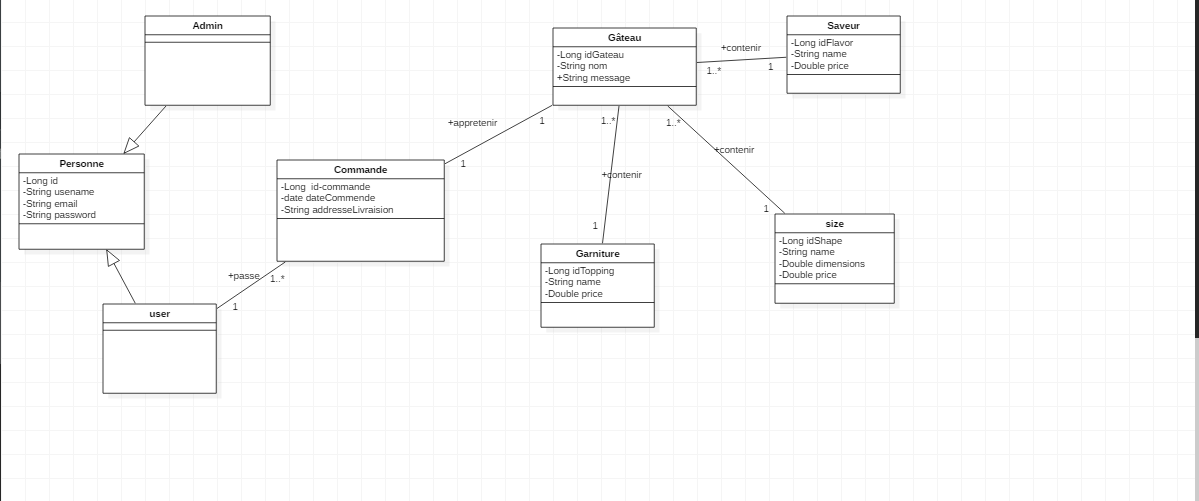 Admin
Gâteau
-Long idGateau
-String nom
+String message
Saveur
-Long idFlavor
-String name
-Double price
+contenir
1..*
1
+appretenir
1
1
1..*
1..*
Personne
-Long id
-String usename
-String email
-String password
Commande
-Long id-commande
-date dateCommende
-String addresseLivraision
+contenir
+contenir
1
1
size
-Long idShape
-String name
-Double dimensions
-Double price
Garniture
-Long idTopping
-String name
-Double price
+passe
1..*
1
user